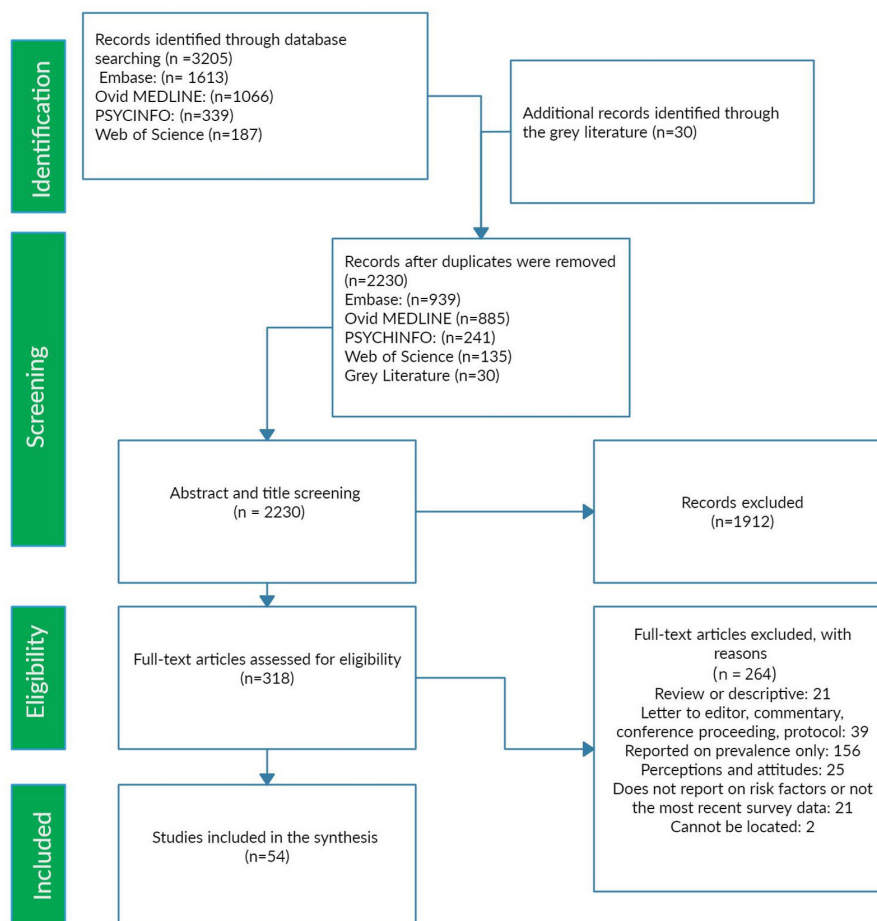 Identification
Records identified through database
searching (n =3205)
Embase: (n= 1613)
Ovid MEDLINE: (n=1066)
PSYCINFO: (n=339)
Web of Science (n=187)
Additional records identified through
the grey literature (n=30)
Screening
Records after duplicates were removed
(n=2230)
Embase: (n=939)
Ovid MEDLINE (n=885)
PSYCHINFO: (n=241)
Web of Science (n=135)
Grey Literature (n=30)
Abstract and title screening
(n = 2230)
Records excluded
(n=1912)
Eligibility
Full-text articles assessed for eligibility
(n=318)
Full-text articles excluded, with
reasons
(n = 264)
Review or descriptive: 21
Letter to editor, commentary,
conference proceeding, protocol: 39
Reported on prevalence only: 156
Perceptions and attitudes: 25
Does not report on risk factors or not
the most recent survey data: 21
Cannot be located: 2
Included
Studies included in the synthesis
(n=54)